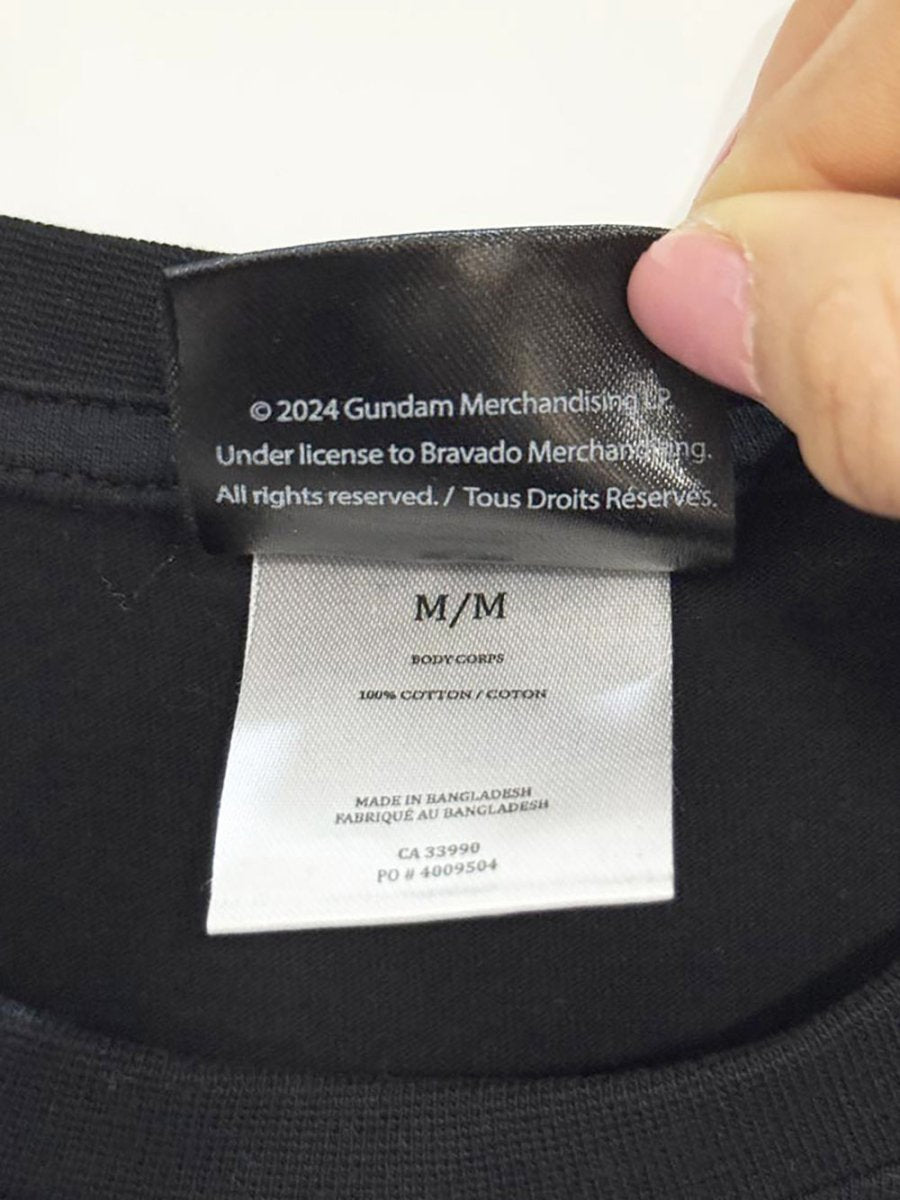 © 2024 Gundam Merchandising LP.
Under license to Bravado Merchandising.
All rights reserved. / Tous Droits Réservés.
M/M
BODY CORPS
100% COTTON / COTON
MADE IN BANGLADESH
FABRIQUÉ AU BANGLADESH
CA 33990
PO # 4009504